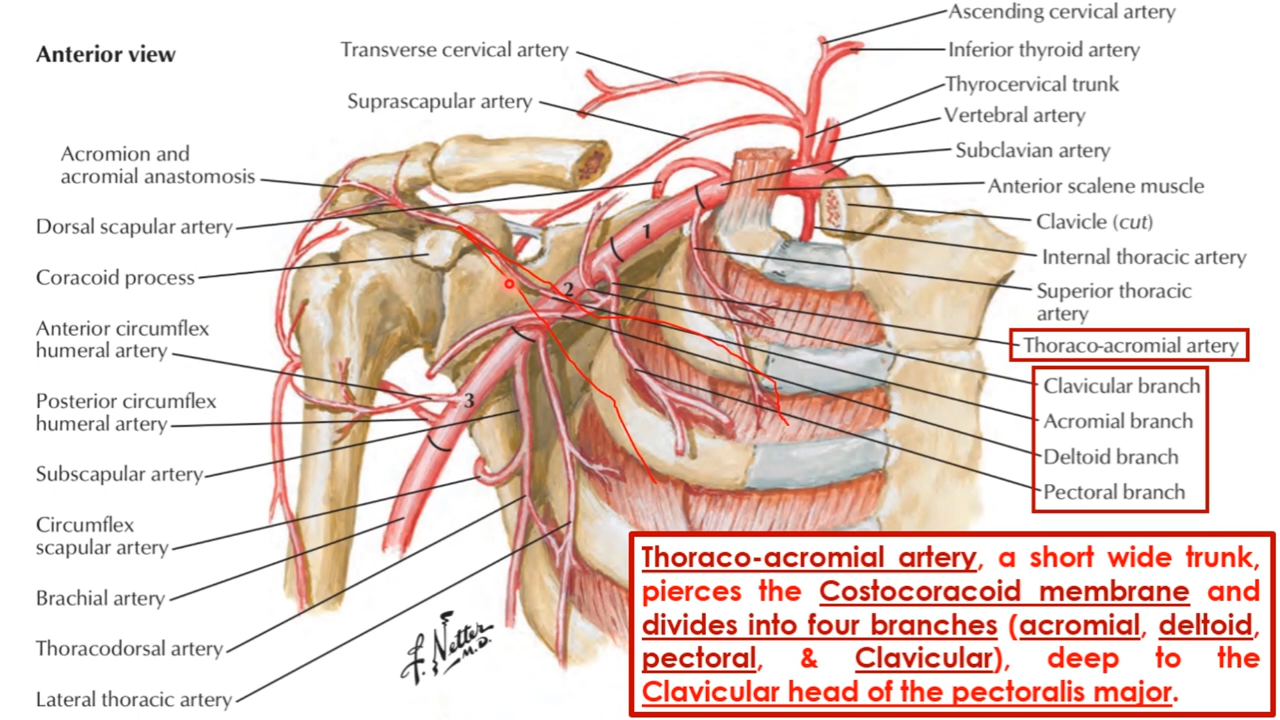 Anterior view
Transverse cervical artery
Suprascapular artery
Acromion and
acromial anastomosis
Dorsal scapular artery
Coracoid process
Anterior circumflex
humeral artery
Posterior circumflex
humeral artery
Subscapular artery
Circumflex
scapular artery
Brachial artery
Thoracodorsal artery
Lateral thoracic artery
Ascending cervical artery
Inferior thyroid artery
Thyrocervical trunk
Vertebral artery
Subclavian artery
Anterior scalene muscle
Clavicle (cut)
Internal thoracic artery
Superior thoracic
artery
Thoraco-acromial artery
Clavicular branch
Acromial branch
Deltoid branch
Pectoral branch
1
2
3
F. Netter
M.D.
Thoraco-acromial artery, a short wide trunk,
pierces the Costocoracoid membrane and
divides into four branches (acromial, deltoid,
pectoral, & Clavicular), deep to the
Clavicular head of the pectoralis major.